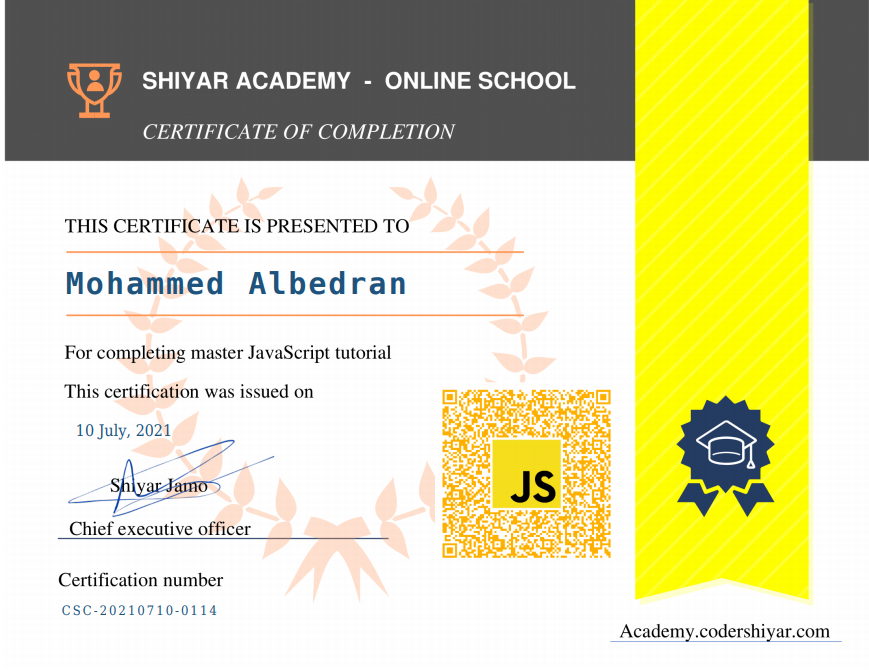 SHIYAR ACADEMY - ONLINE SCHOOL
CERTIFICATE OF COMPLETION
THIS CERTIFICATE IS PRESENTED TO
Mohammed Albedran
For completing master JavaScript tutorial
This certification was issued on
10 July, 2021
Shiyar Jamo
Chief executive officer
JS
Certification number
CSC-20210710-0114
Academy.codershiyar.com